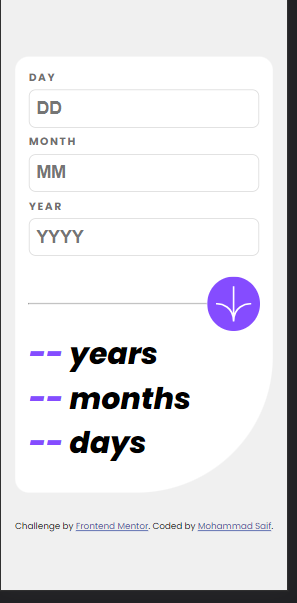 DAY
DD
MONTH
MM
YEAR
YYYY
-- years
-- months
-- days
Challenge by Frontend Mentor. Coded by Mohammad Saif.